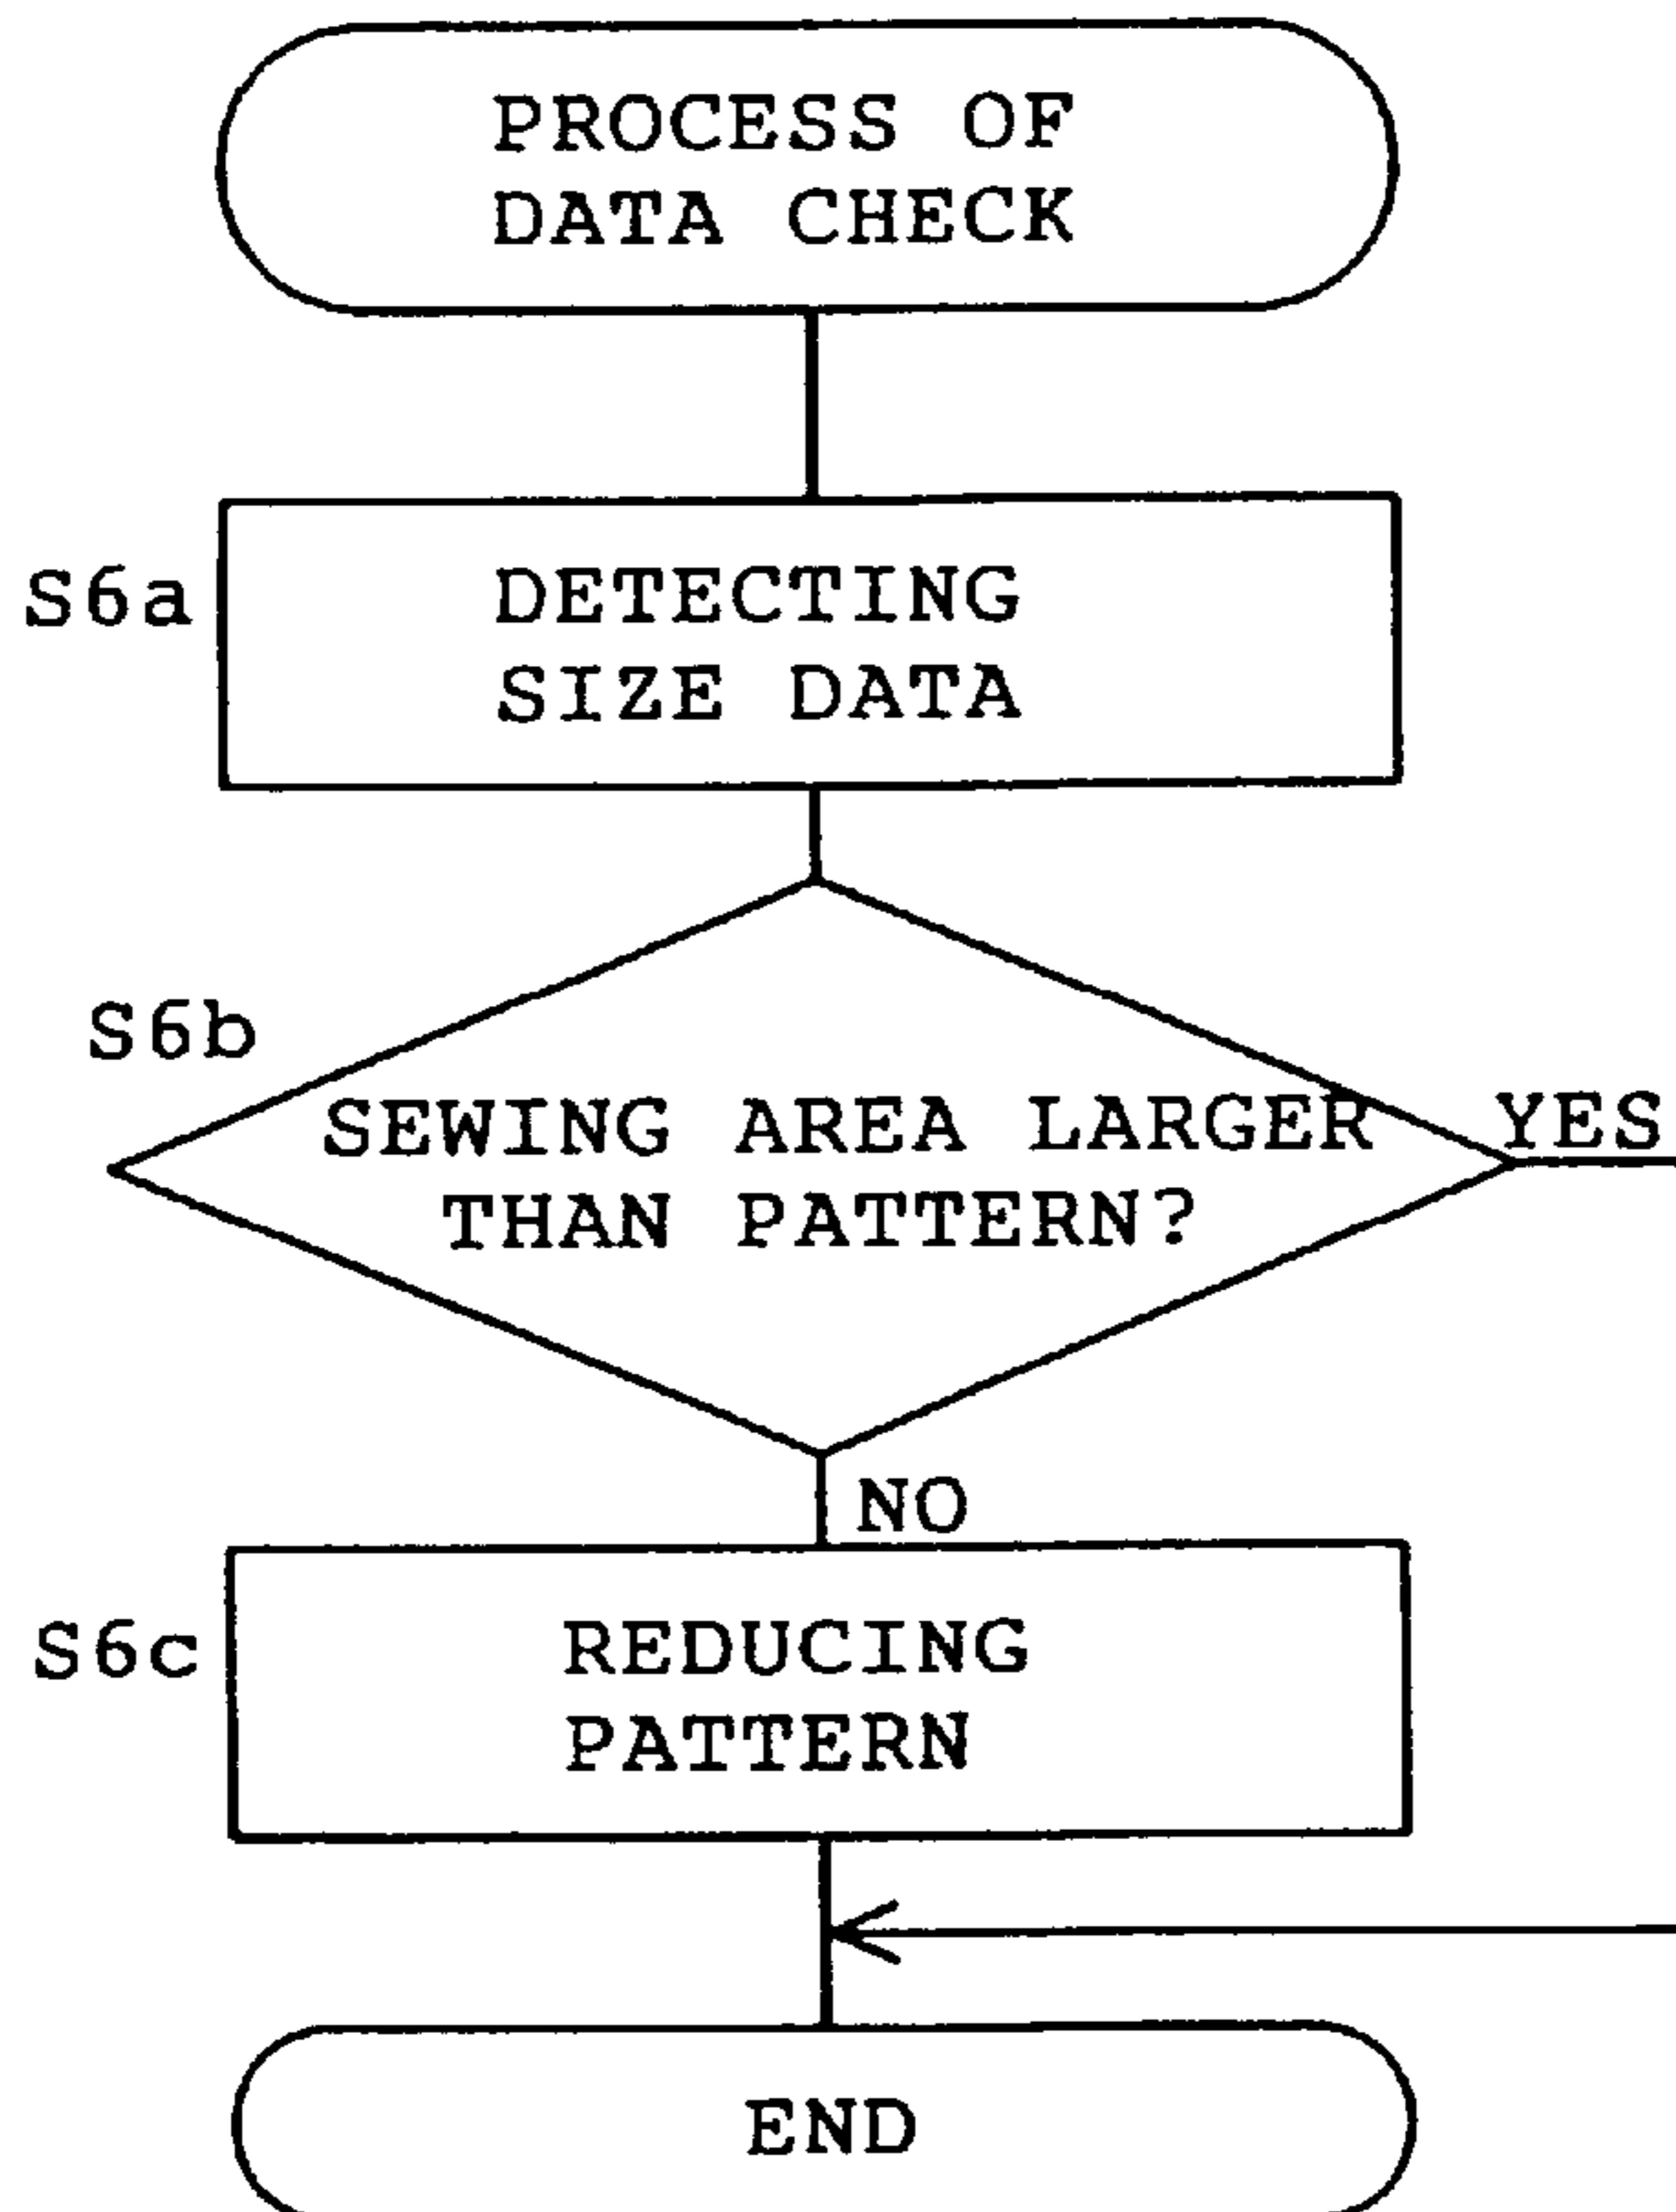 PROCESS OF
DATA CHECK
S6a
DETECTING
SIZE DATA
S6b
SEWING AREA LARGER
THAN PATTERN?
YES
NO
S6c
REDUCING
PATTERN
END